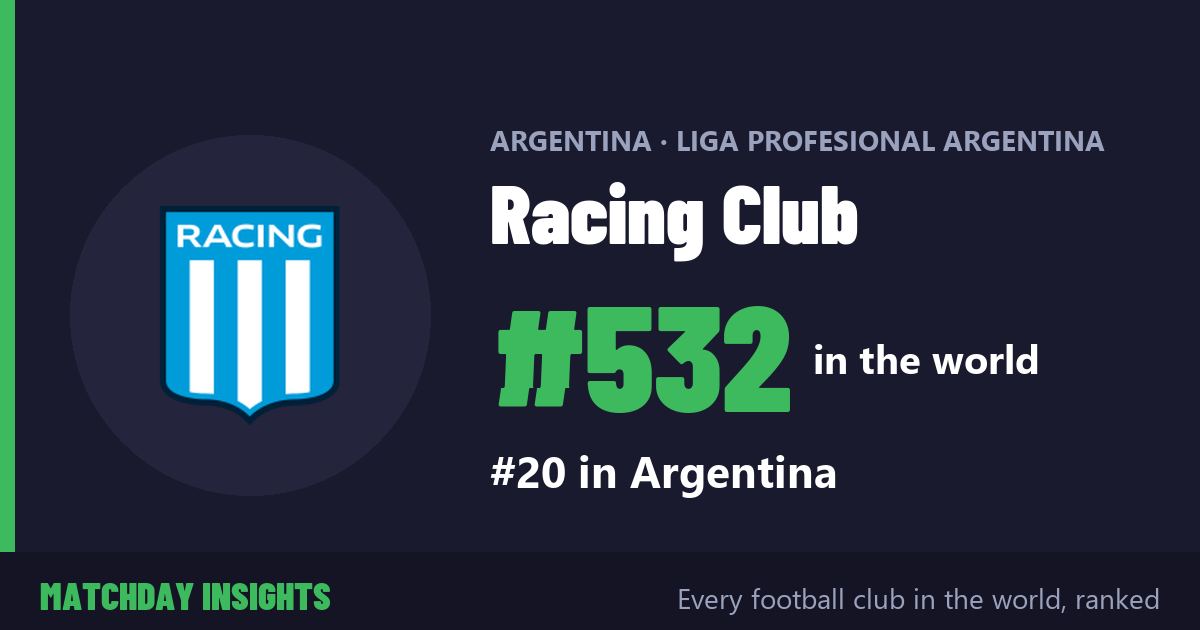 ARGENTINA · LIGA PROFESIONAL ARGENTINA
Racing Club
RACING
#532 in the world
#20 in Argentina
MATCHDAY INSIGHTS
Every football club in the world, ranked